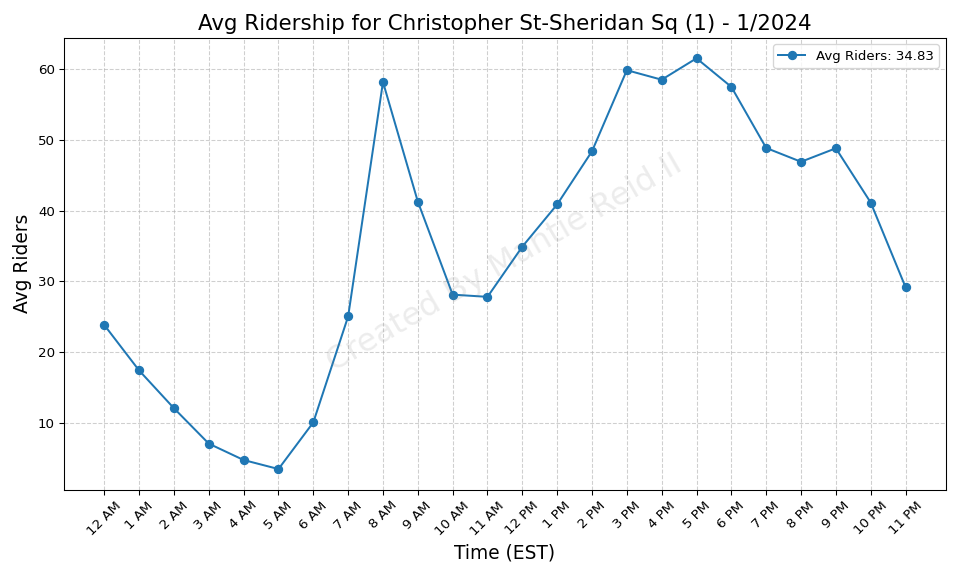 Avg Ridership for Christopher St-Sheridan Sq (1) - 1/2024
Avg Riders: 34.83
60
50
40
30
20
10
Avg Riders
Created By Mantie Reid II
12 AM
1 AM
2 AM
3 AM
4 AM
5 AM
6 AM
7 AM
8 AM
9 AM
10 AM
11 AM
12 PM
1 PM
2 PM
3 PM
4 PM
5 PM
6 PM
7 PM
8 PM
9 PM
10 PM
11 PM
Time (EST)